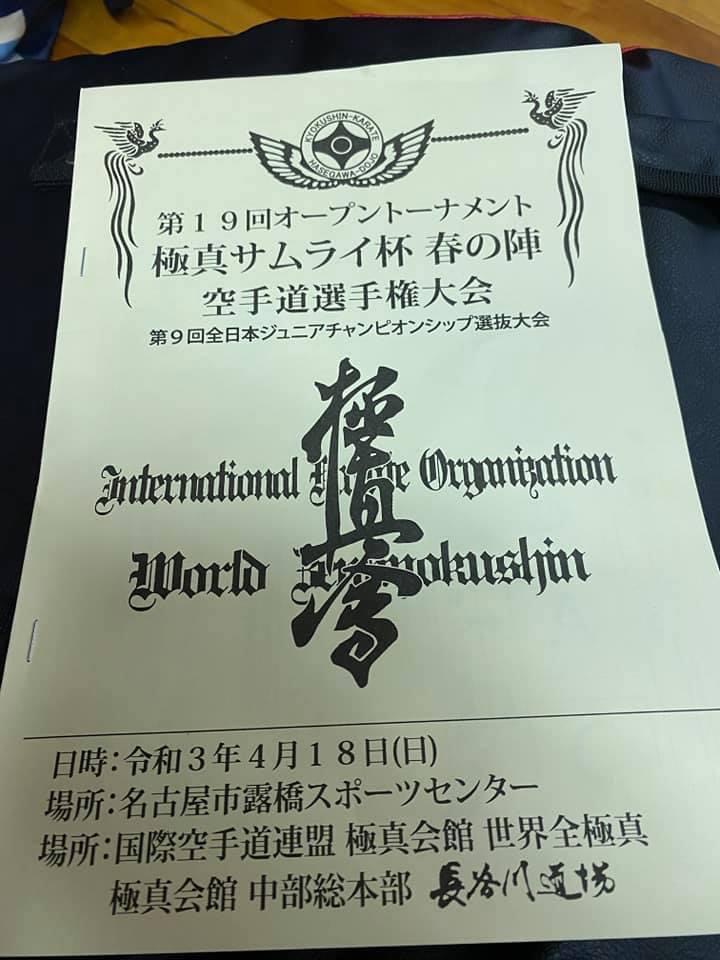 KYOKUSHIN-KARATE
HASEGAWA-DOJO
第１９回オープントーナメント
極真サムライ杯 春の陣
空手道選手権大会
第９回全日本ジュニアチャンピオンシップ選抜大会
極真会
International Organization
World
日時：令和３年４月１８日(日)
場所：名古屋市露橋スポーツセンター
場所：国際空手道連盟 極真会館 世界全極真
極真会館 中部総本部 長谷川道場